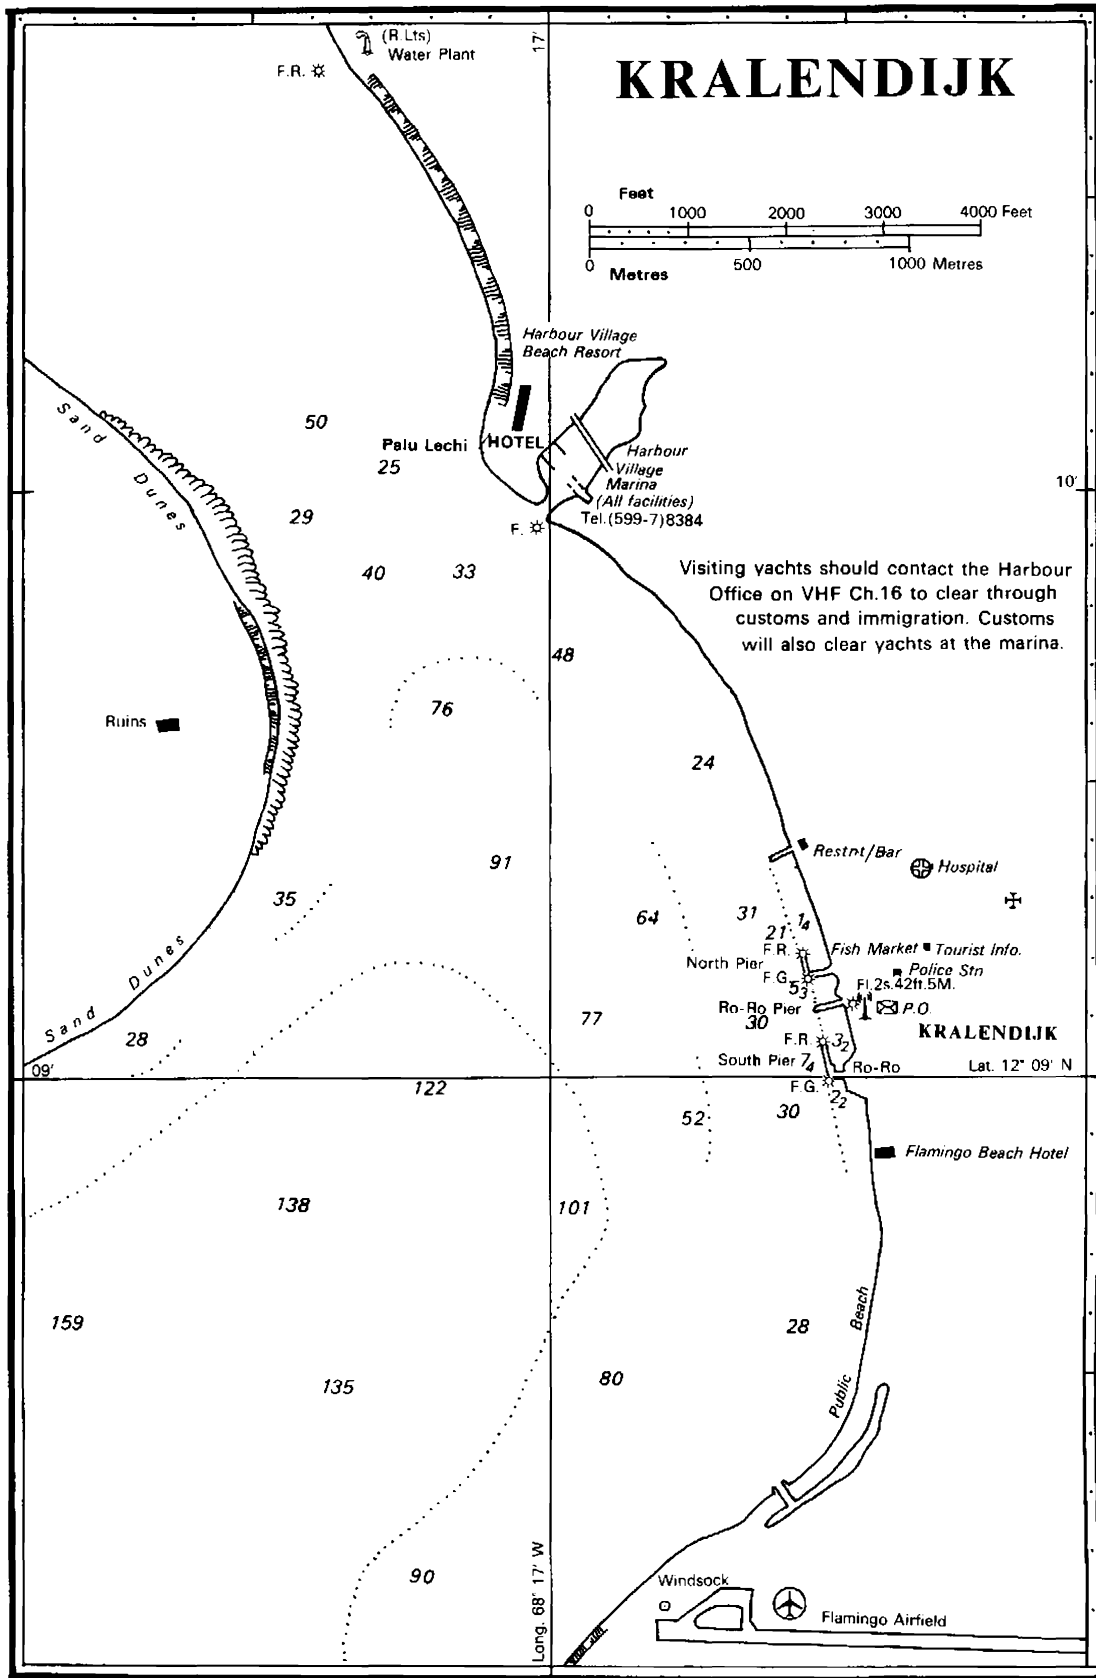 (R.Lts)
Water Plant
F.R.
17'
KRALENDIJK
Feet
0 1000 2000 3000 4000 Feet
0 500 1000 Metres
Metres
Harbour Village
Beach Resort
Sand Dunes
50
Palu Lechi
HOTEL
25
Harbour
Village
Marina
(All facilities)
Tel.(599-7)8384
10'
29
F.
40 33
Visiting yachts should contact the Harbour
Office on VHF Ch.16 to clear through
customs and immigration. Customs
will also clear yachts at the marina.
48
76
Ruins
24
Restnt/Bar
91
Hospital
35
64
31
1₄
21
F.R.
Fish Market
Tourist Info.
North Pier
F.G.
Police Stn
5₃
Fl.2s.42ft.5M.
Ro-Ro Pier
P.O.
77
30
KRALENDIJK
Sand Dunes
28
F.R.
3₂
South Pier
7₄
Ro-Ro
09'
Lat. 12° 09' N
122
F G.
2₂
52
30
Flamingo Beach Hotel
138
101
159
28
Public Beach
135
80
90
Long. 68° 17' W
Windsock
Flamingo Airfield